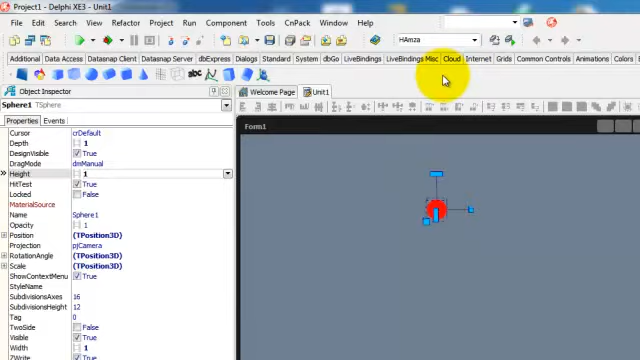 Project1 - Delphi XE3 - Unit1
File Edit Search View Refactor Project Run Component Tools CnPack Window Help
HAmza
Additional Data Access Datasnap Client Datasnap Server dbExpress Dialogs Standard System dbGo LiveBindings LiveBindings Misc Cloud Internet Grids Common Controls Animations Colors
abc
Object Inspector
Welcome Page Unit1
Sphere1 TSphere
Properties Events
Form1
Cursor crDefault
Depth 1
DesignVisible True
DragMode dmManual
Height 1
HitTest True
Locked False
MaterialSource
Name Sphere1
Opacity 1
Position (TPosition3D)
Projection pjCamera
RotationAngle (TPosition3D)
Scale (TPosition3D)
ShowContextMenu True
StyleName
SubdivisionsAxes 16
SubdivisionsHeight 12
Tag 0
TwoSide False
Visible True
Width 1
ZWrite True